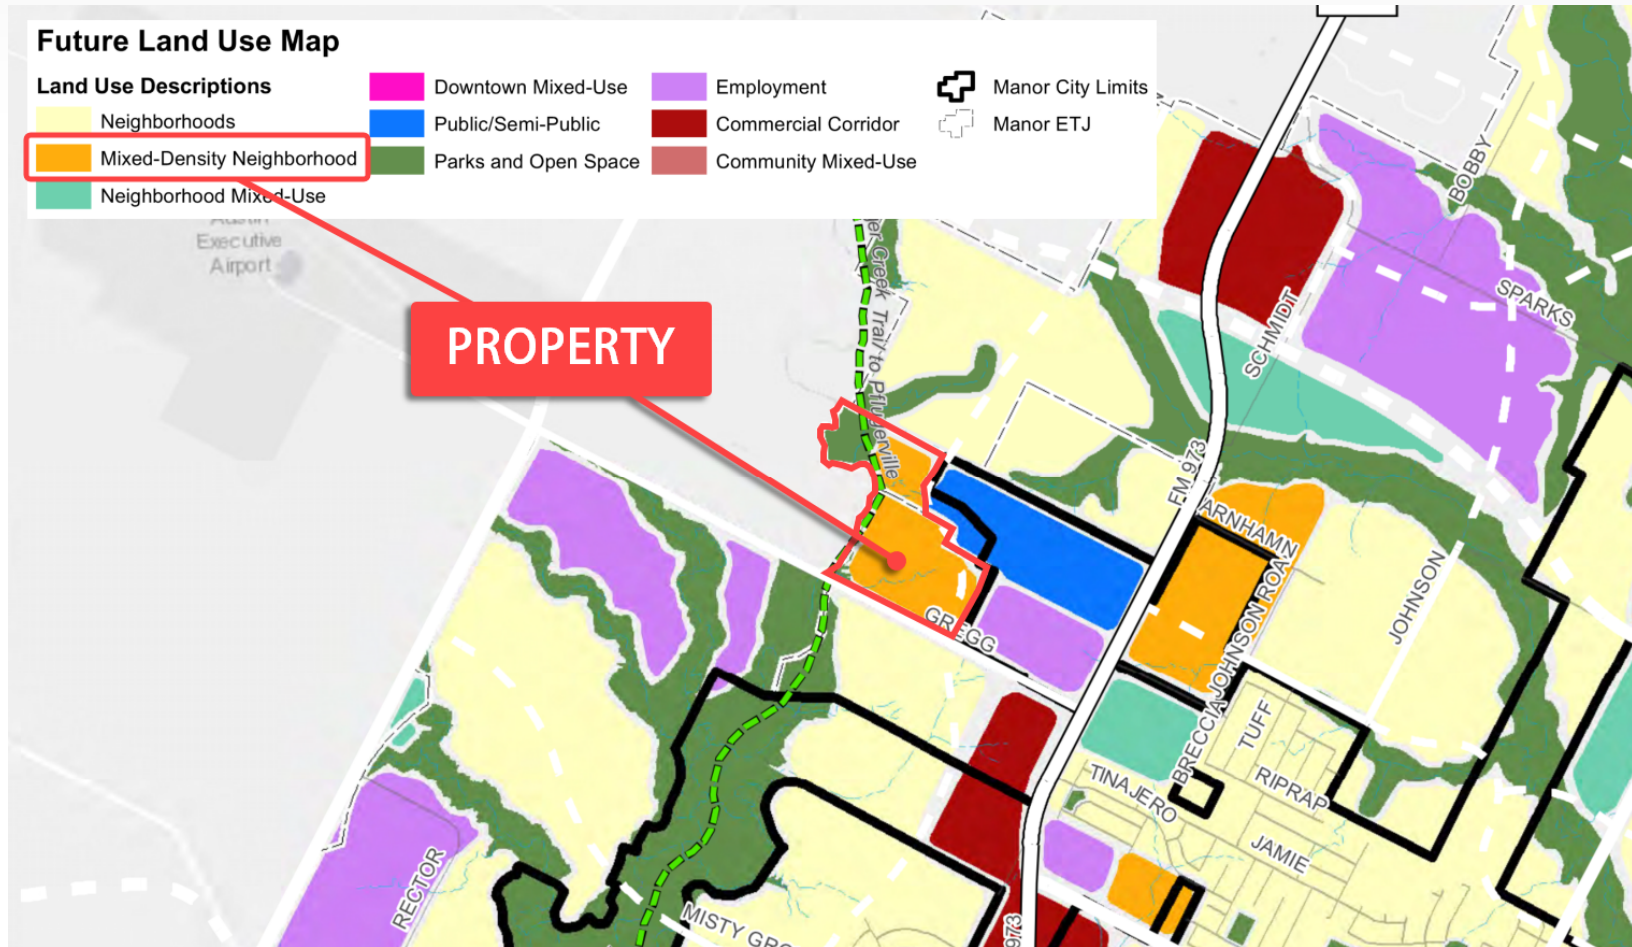 Future Land Use Map
Land Use Descriptions
Neighborhoods
Mixed-Density Neighborhood
Neighborhood Mixed-Use
Downtown Mixed-Use
Public/Semi-Public
Parks and Open Space
Employment
Commercial Corridor
Community Mixed-Use
Manor City Limits
Manor ETJ
Austin
Executive
Airport
PROPERTY
Creek Trail to Pflugerville
BOBBY
SPARKS
SCHMIDT
FM 973
JOHNSON
BRECCIA
JOHNSON ROAN
GREGG
TUFF
RIPRAP
TINAJERO
JAMIE
RECTOR
MISTY
973